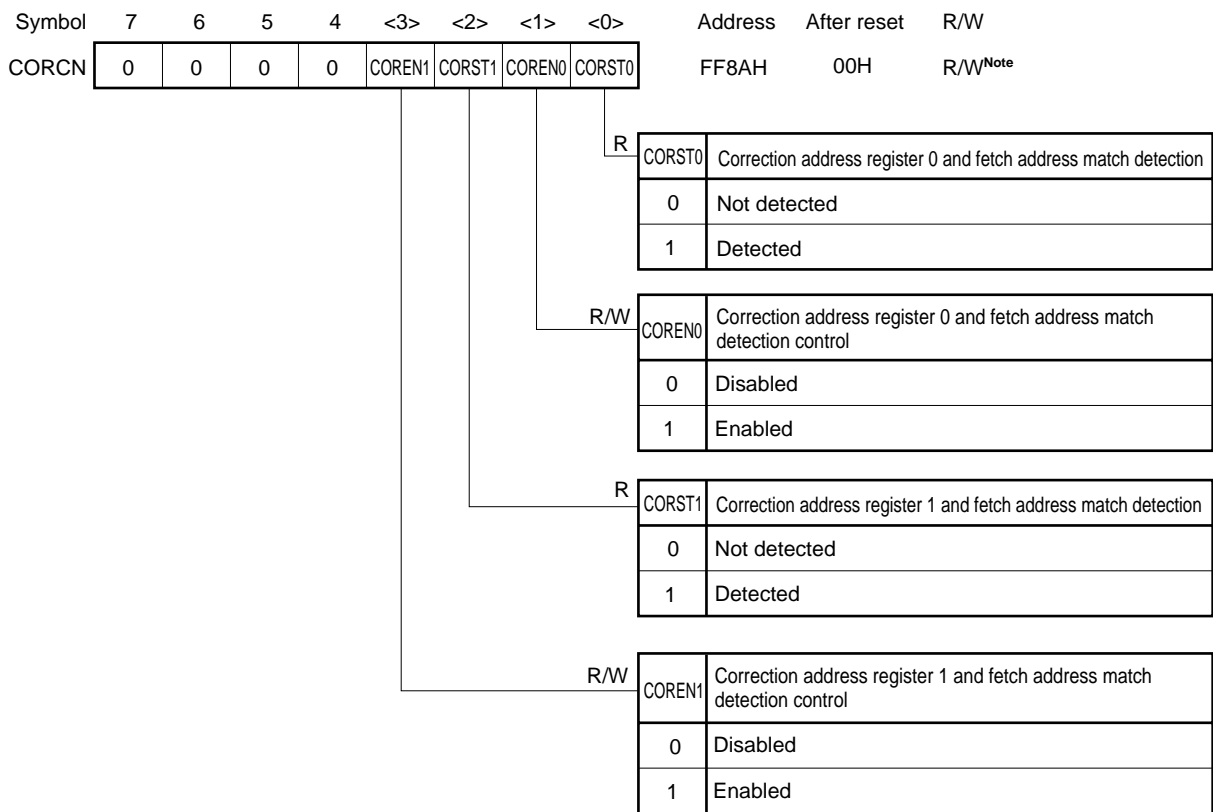 Symbol 7 6 5 4 <3> <2> <1> <0> Address After reset R/W
CORCN 0 0 0 0 COREN1 CORST1 COREN0 CORST0 FF8AH 00H R/WNote
R
CORST0 Correction address register 0 and fetch address match detection
0 Not detected
1 Detected
R/W
COREN0 Correction address register 0 and fetch address match
detection control
0 Disabled
1 Enabled
R
CORST1 Correction address register 1 and fetch address match detection
0 Not detected
1 Detected
R/W
COREN1 Correction address register 1 and fetch address match
detection control
0 Disabled
1 Enabled